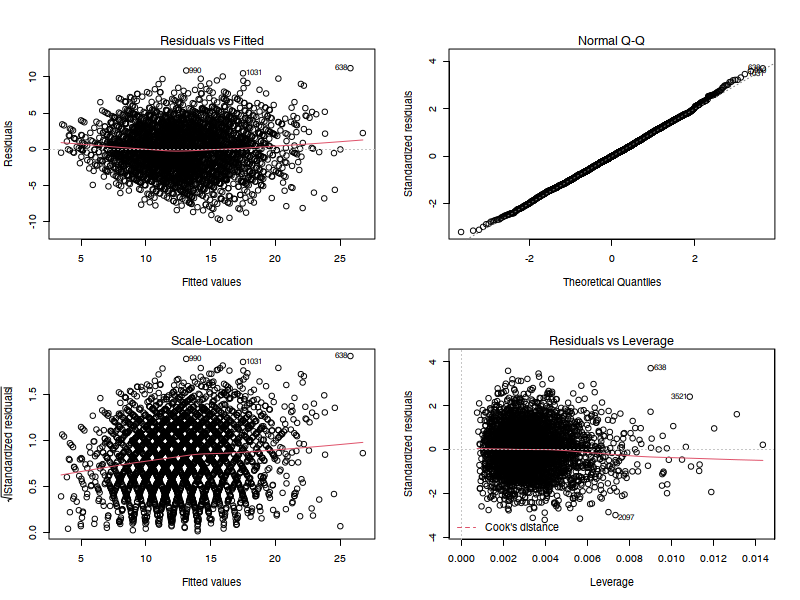 Residuals vs Fitted
Residuals
10
5
0
-5
-10
990
1031
638
5 10 15 20 25
Fitted values
Normal Q-Q
Standardized residuals
4
2
0
-2
1031
-2 0 2
Theoretical Quantiles
Scale-Location
√|Standardized residuals|
1.5
1.0
0.5
0.0
990
1031
638
5 10 15 20 25
Fitted values
Residuals vs Leverage
Standardized residuals
4
2
0
-2
-4
638
3521
2097
Cook's distance
0.000 0.002 0.004 0.006 0.008 0.010 0.012 0.014
Leverage